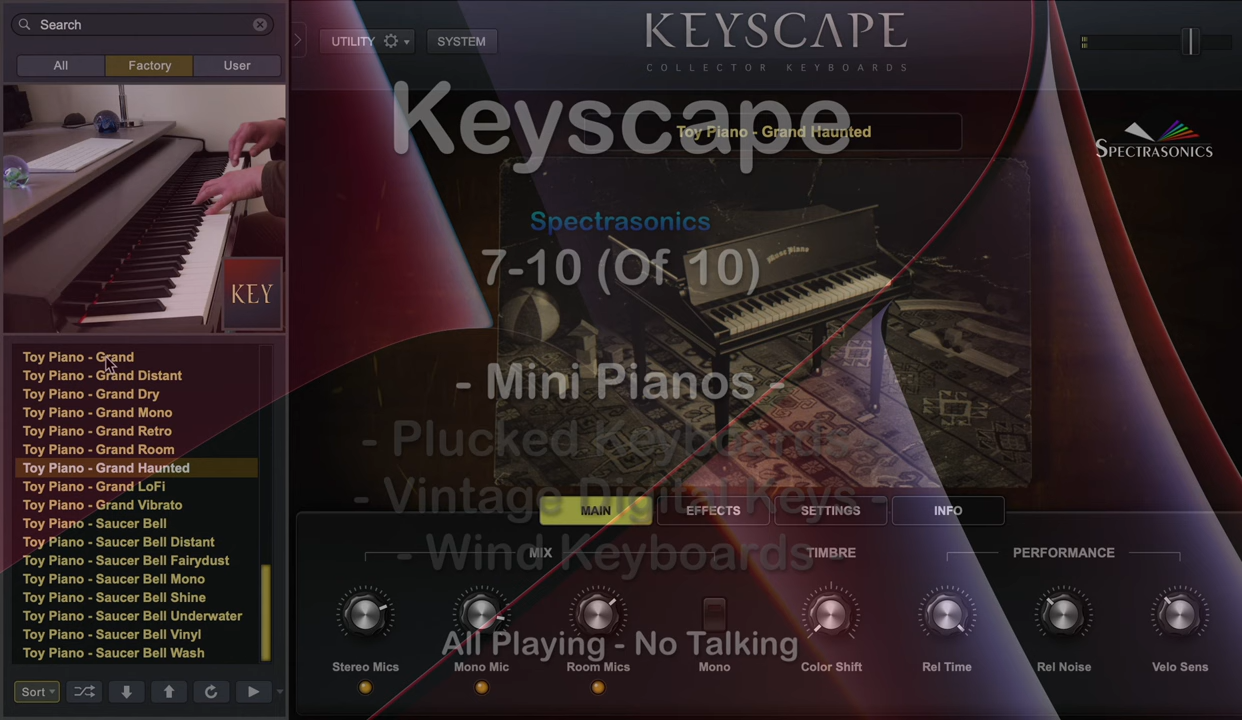 Search
All
Factory
User
KEY
Toy Piano - Grand
Toy Piano - Grand Distant
Toy Piano - Grand Dry
Toy Piano - Grand Mono
Toy Piano - Grand Retro
Toy Piano - Grand Room
Toy Piano - Grand Haunted
Toy Piano - Grand LoFi
Toy Piano - Grand Vibrato
Toy Piano - Saucer Bell
Toy Piano - Saucer Bell Distant
Toy Piano - Saucer Bell Fairydust
Toy Piano - Saucer Bell Mono
Toy Piano - Saucer Bell Shine
Toy Piano - Saucer Bell Underwater
Toy Piano - Saucer Bell Vinyl
Toy Piano - Saucer Bell Wash
Sort
UTILITY
SYSTEM
KEYSCAPE
COLLECTOR KEYBOARDS
Keyscape
Toy Piano - Grand Haunted
SPECTRASONICS
Spectrasonics
7-10 (Of 10)
- Mini Pianos -
- Plucked Keyboards -
- Vintage Digital Keys -
- Wind Keyboards -
All Playing - No Talking
MAIN
EFFECTS
SETTINGS
INFO
MIX
TIMBRE
PERFORMANCE
Stereo Mics
Mono Mic
Room Mics
Mono
Color Shift
Rel Time
Rel Noise
Velo Sens